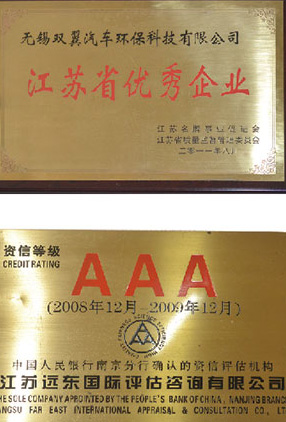 无锡双翼汽车环保科技有限公司
江苏省优秀企业
资信等级
CREDIT RATING
AAA
(2008年12月-2009年12月)
中国人民银行南京分行确认的资信评估机构
江苏远东国际评估咨询有限公司
THE SOLE COMPANY APPOINTED BY THE PEOPLE'S BANK OF CHINA, NANJING BRANCH
ANGSU FAR EAST INTERNATIONAL APPRAISAL & CONSULTATION CO., LT